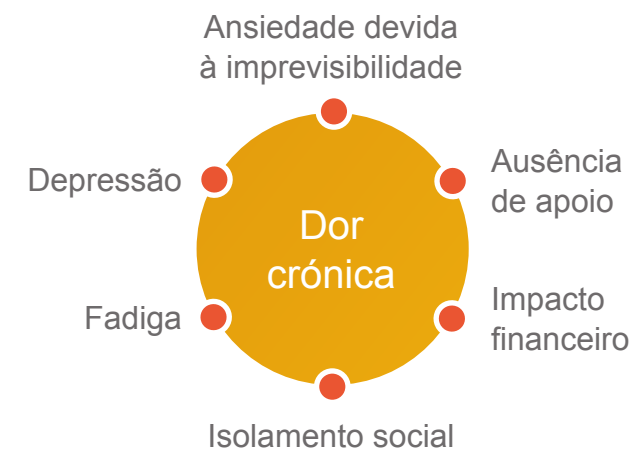 Ansiedade devida
à imprevisibilidade
Depressão
Ausência
de apoio
Dor
crónica
Fadiga
Impacto
financeiro
Isolamento social